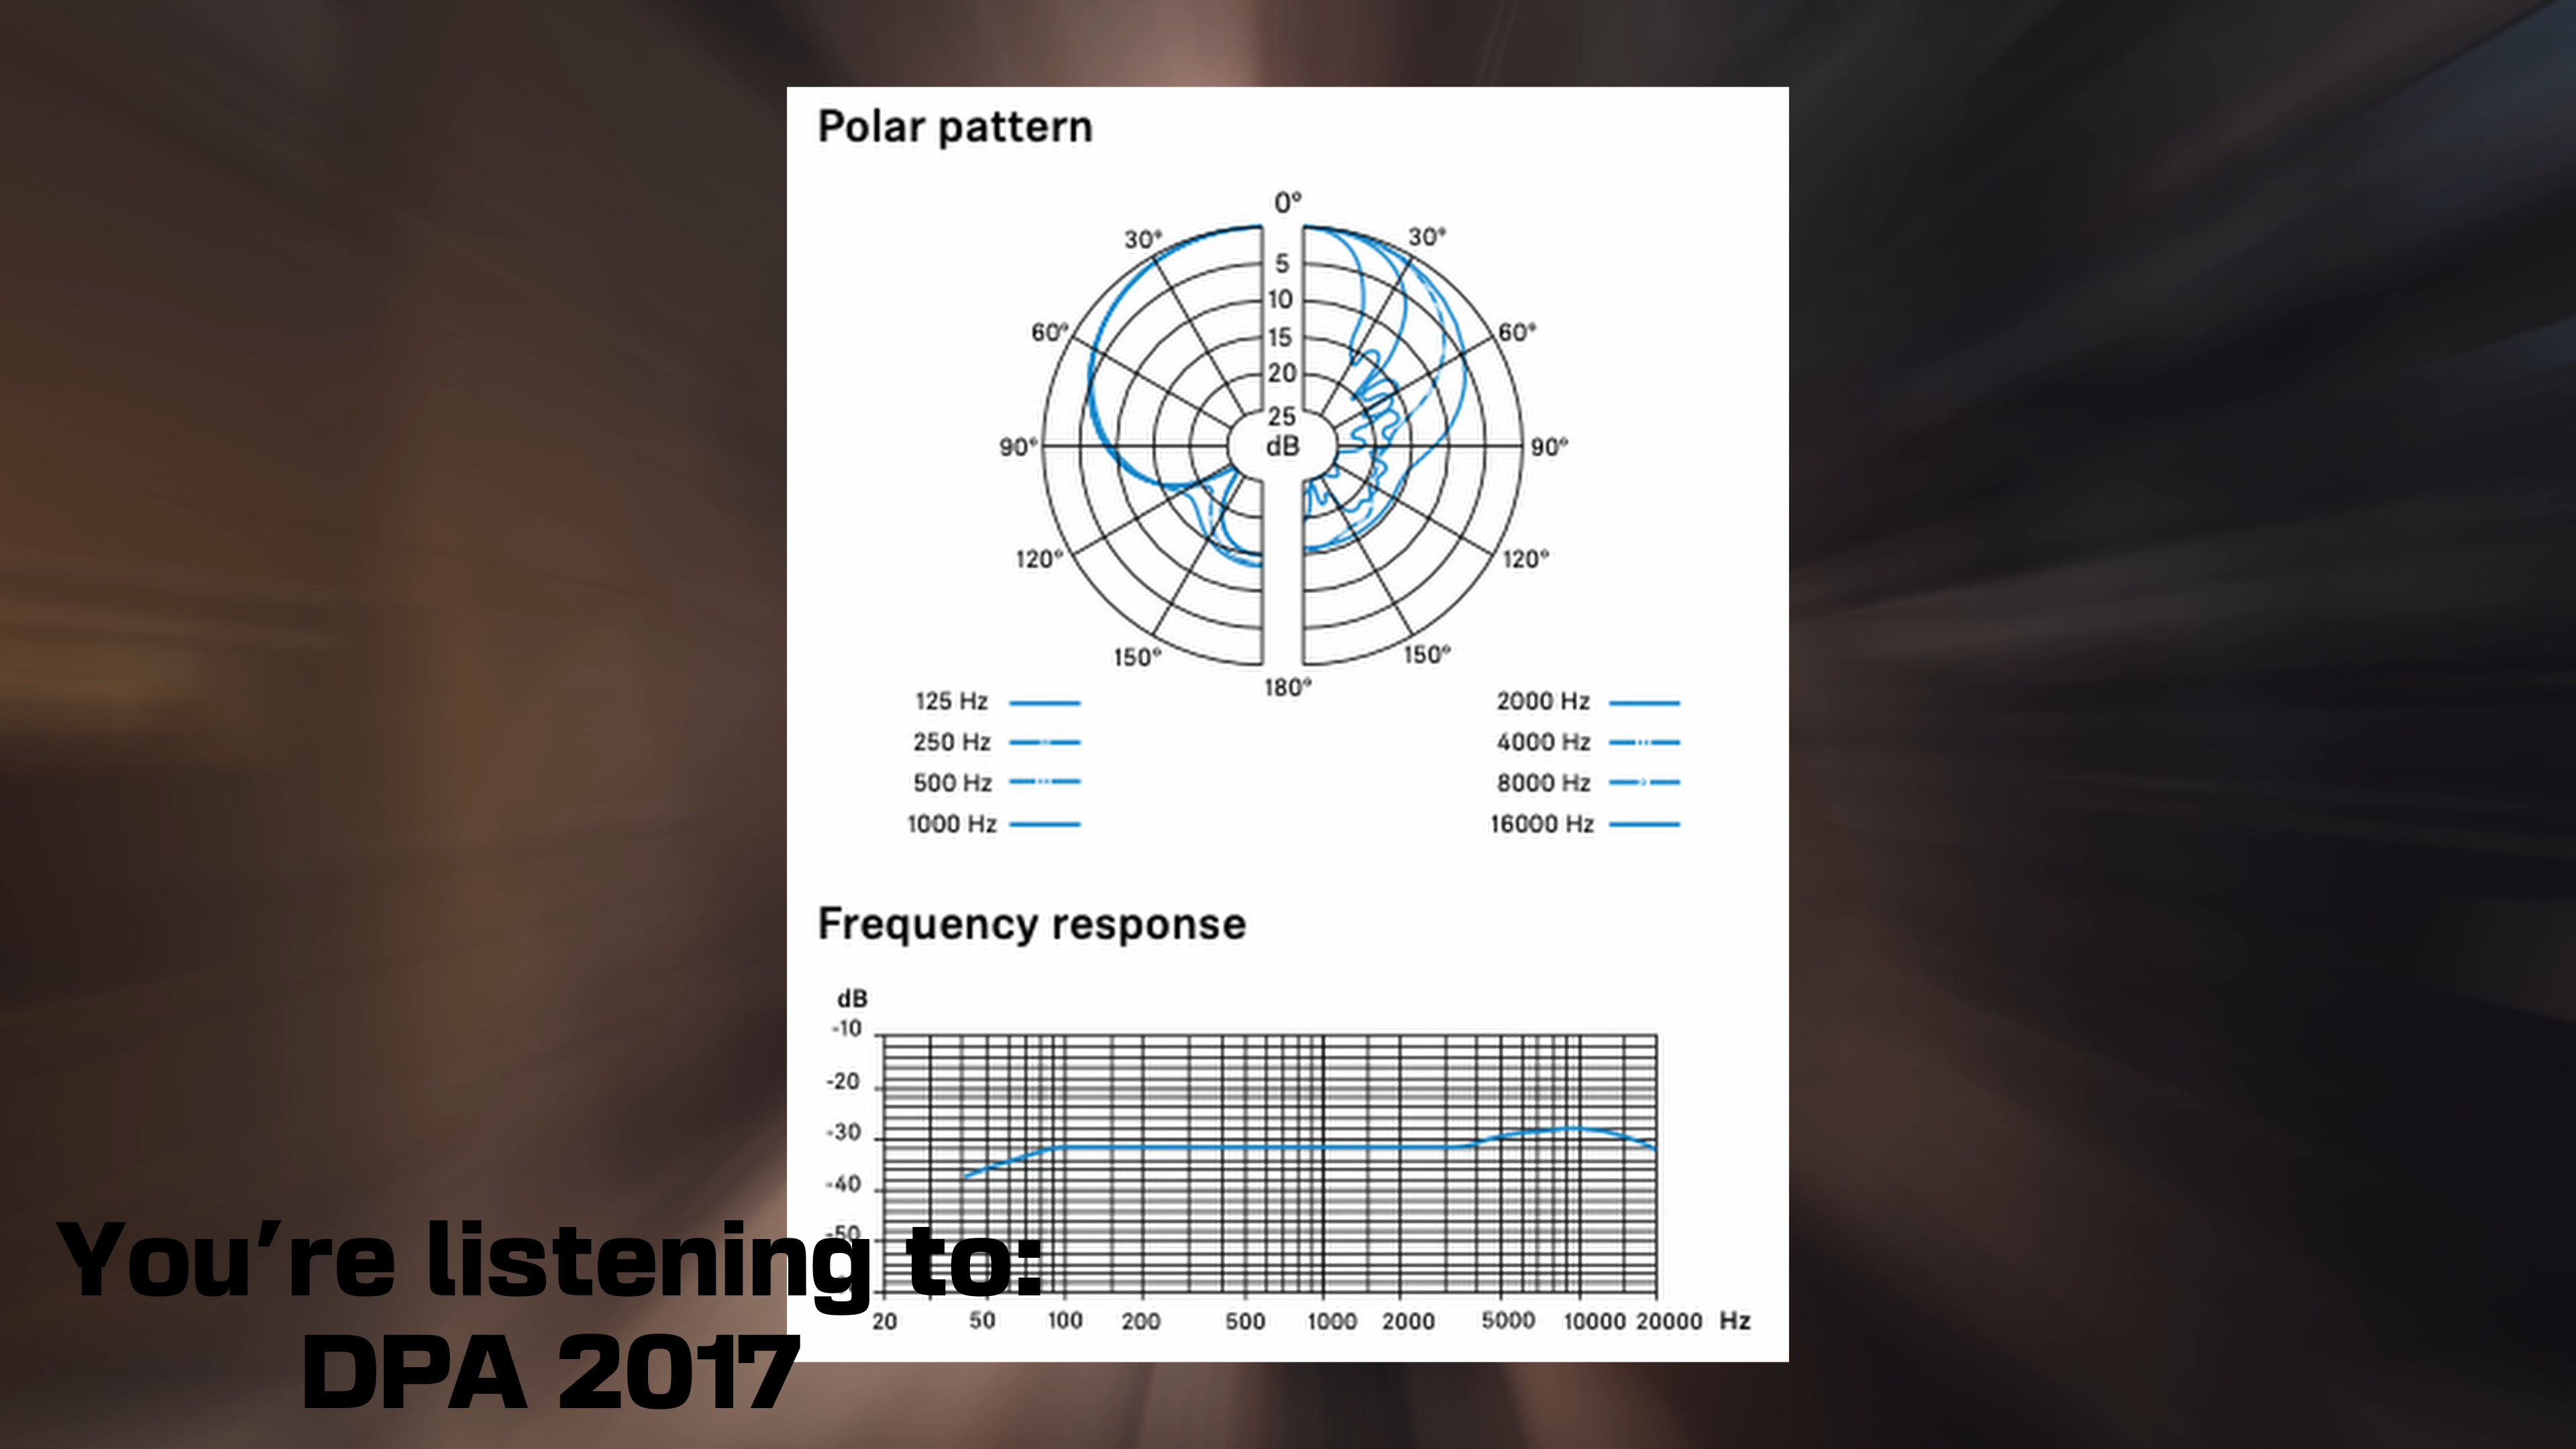 Polar pattern
0°
30° 30°
5
10
60° 15 60°
20
25
90° dB 90°
120° 120°
150° 150°
180°
125 Hz 2000 Hz
250 Hz 4000 Hz
500 Hz 8000 Hz
1000 Hz 16000 Hz
Frequency response
dB
-10
-20
-30
-40
-50
You're listening to:
20 50 100 200 500 1000 2000 5000 10000 20000 Hz
DPA 2017